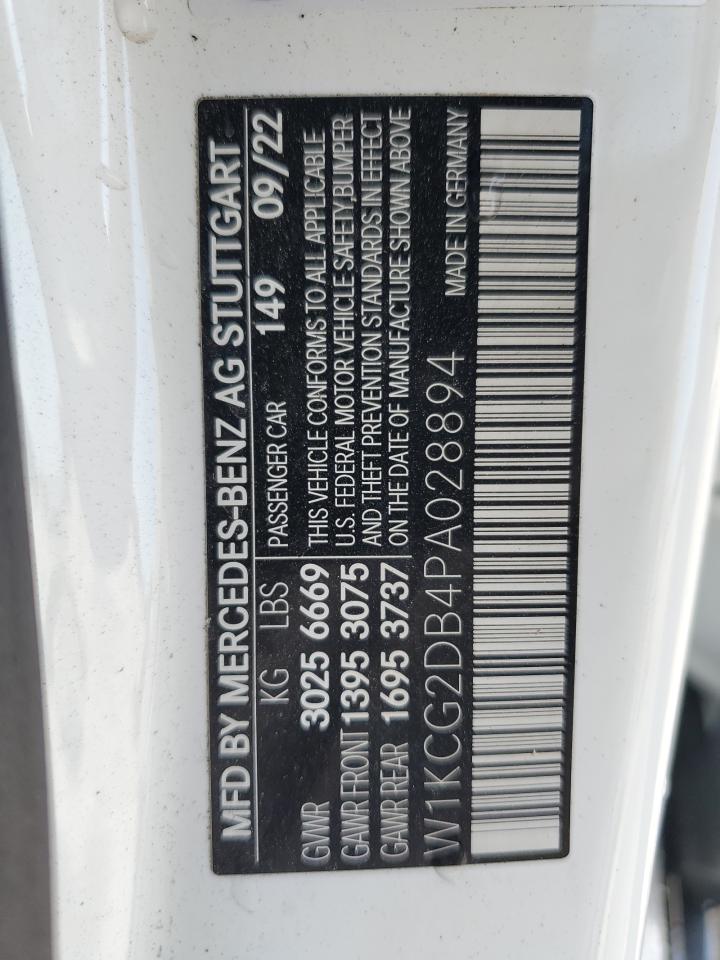 MFD BY MERCEDES-BENZ AG STUTTGART
KG LBS
GVWR 3025 6669
GAWR FRONT 1395 3075
GAWR REAR 1695 3737
149 09/22
PASSENGER CAR
THIS VEHICLE CONFORMS TO ALL APPLICABLE
U.S. FEDERAL MOTOR VEHICLE SAFETY,BUMPER
AND THEFT PREVENTION STANDARDS IN EFFECT
ON THE DATE OF MANUFACTURE SHOWN ABOVE
W1KCG2DB4PA028894
MADE IN GERMANY